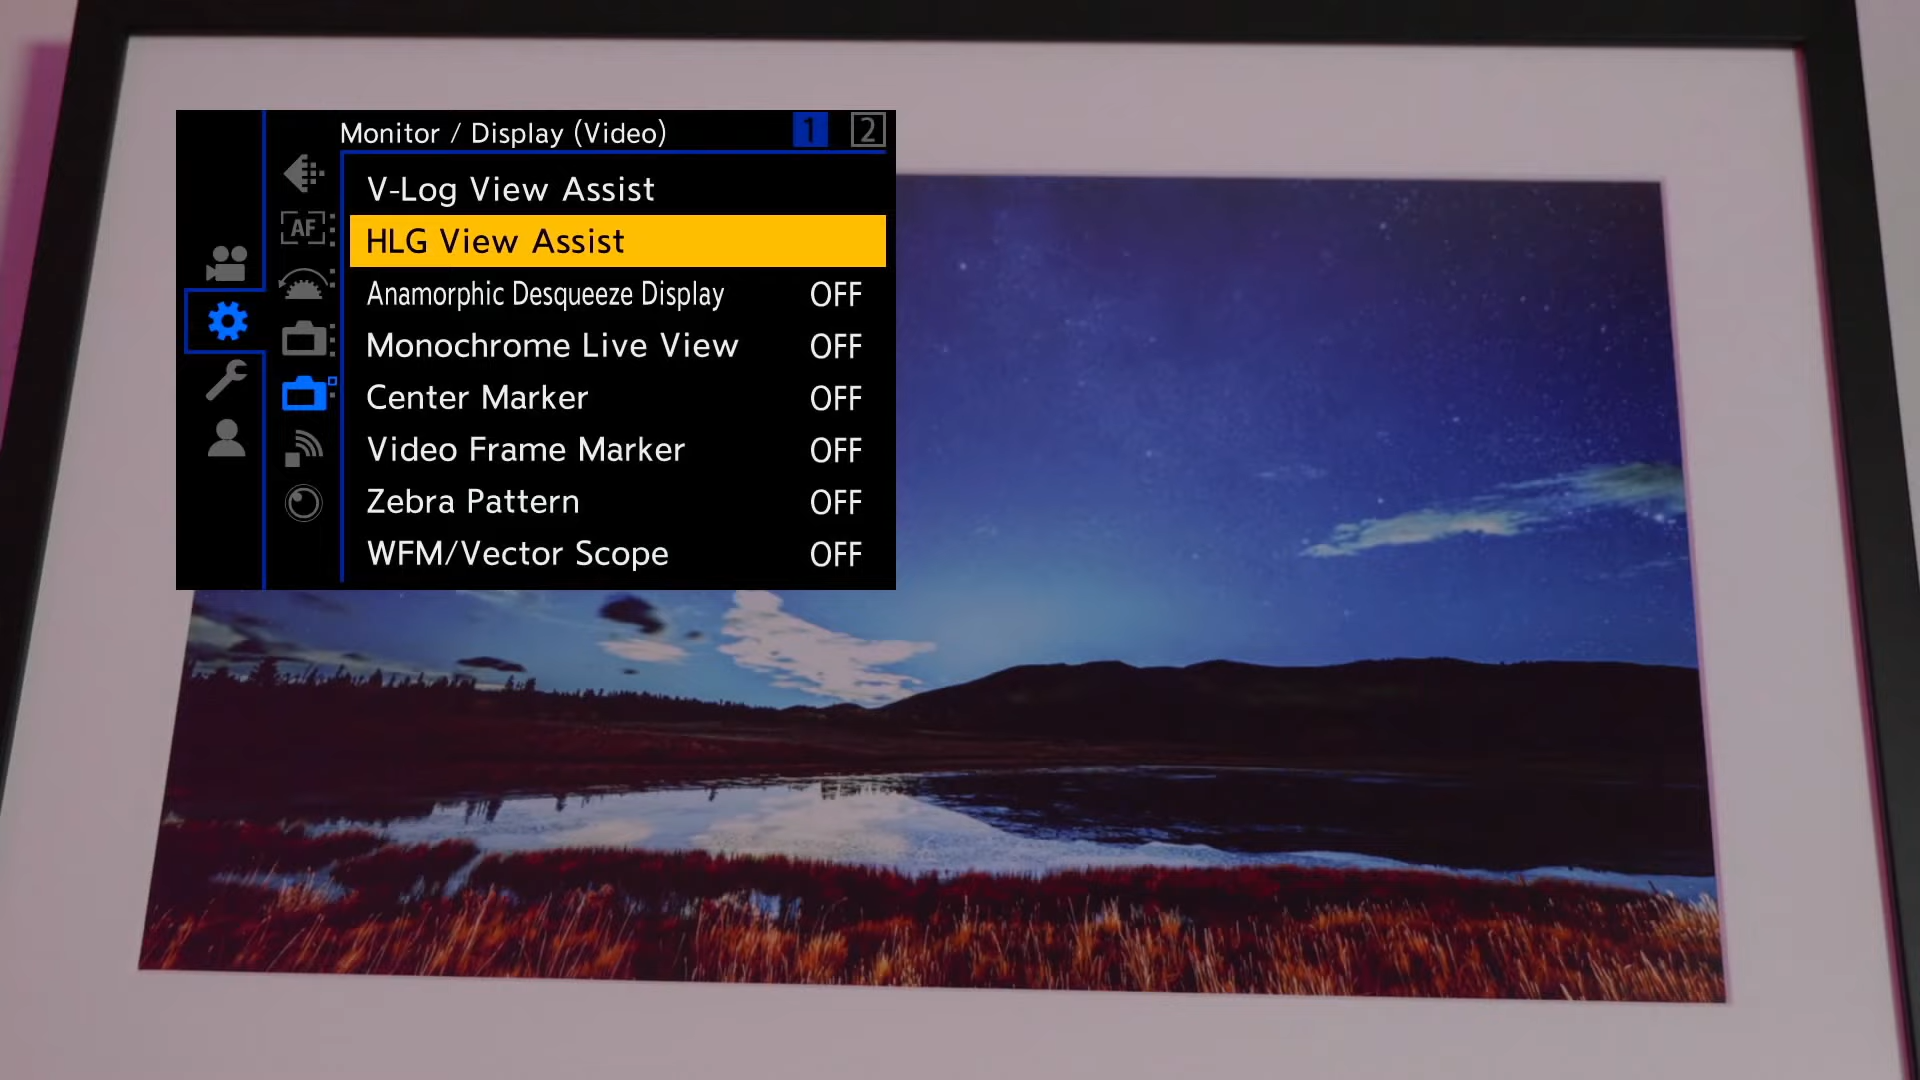 Monitor / Display (Video) 1 2
V-Log View Assist
HLG View Assist
AF
Anamorphic Desqueeze Display OFF
Monochrome Live View OFF
Center Marker OFF
Video Frame Marker OFF
Zebra Pattern OFF
WFM/Vector Scope OFF